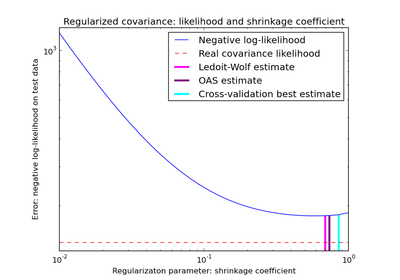 Regularized covariance: likelihood and shrinkage coefficient
Negative log-likelihood
Real covariance likelihood
Ledoit-Wolf estimate
OAS estimate
Cross-validation best estimate
Error: negative log-likelihood on test data
10³
10⁻²
10⁻¹
10⁰
Regularizaton parameter: shrinkage coefficient